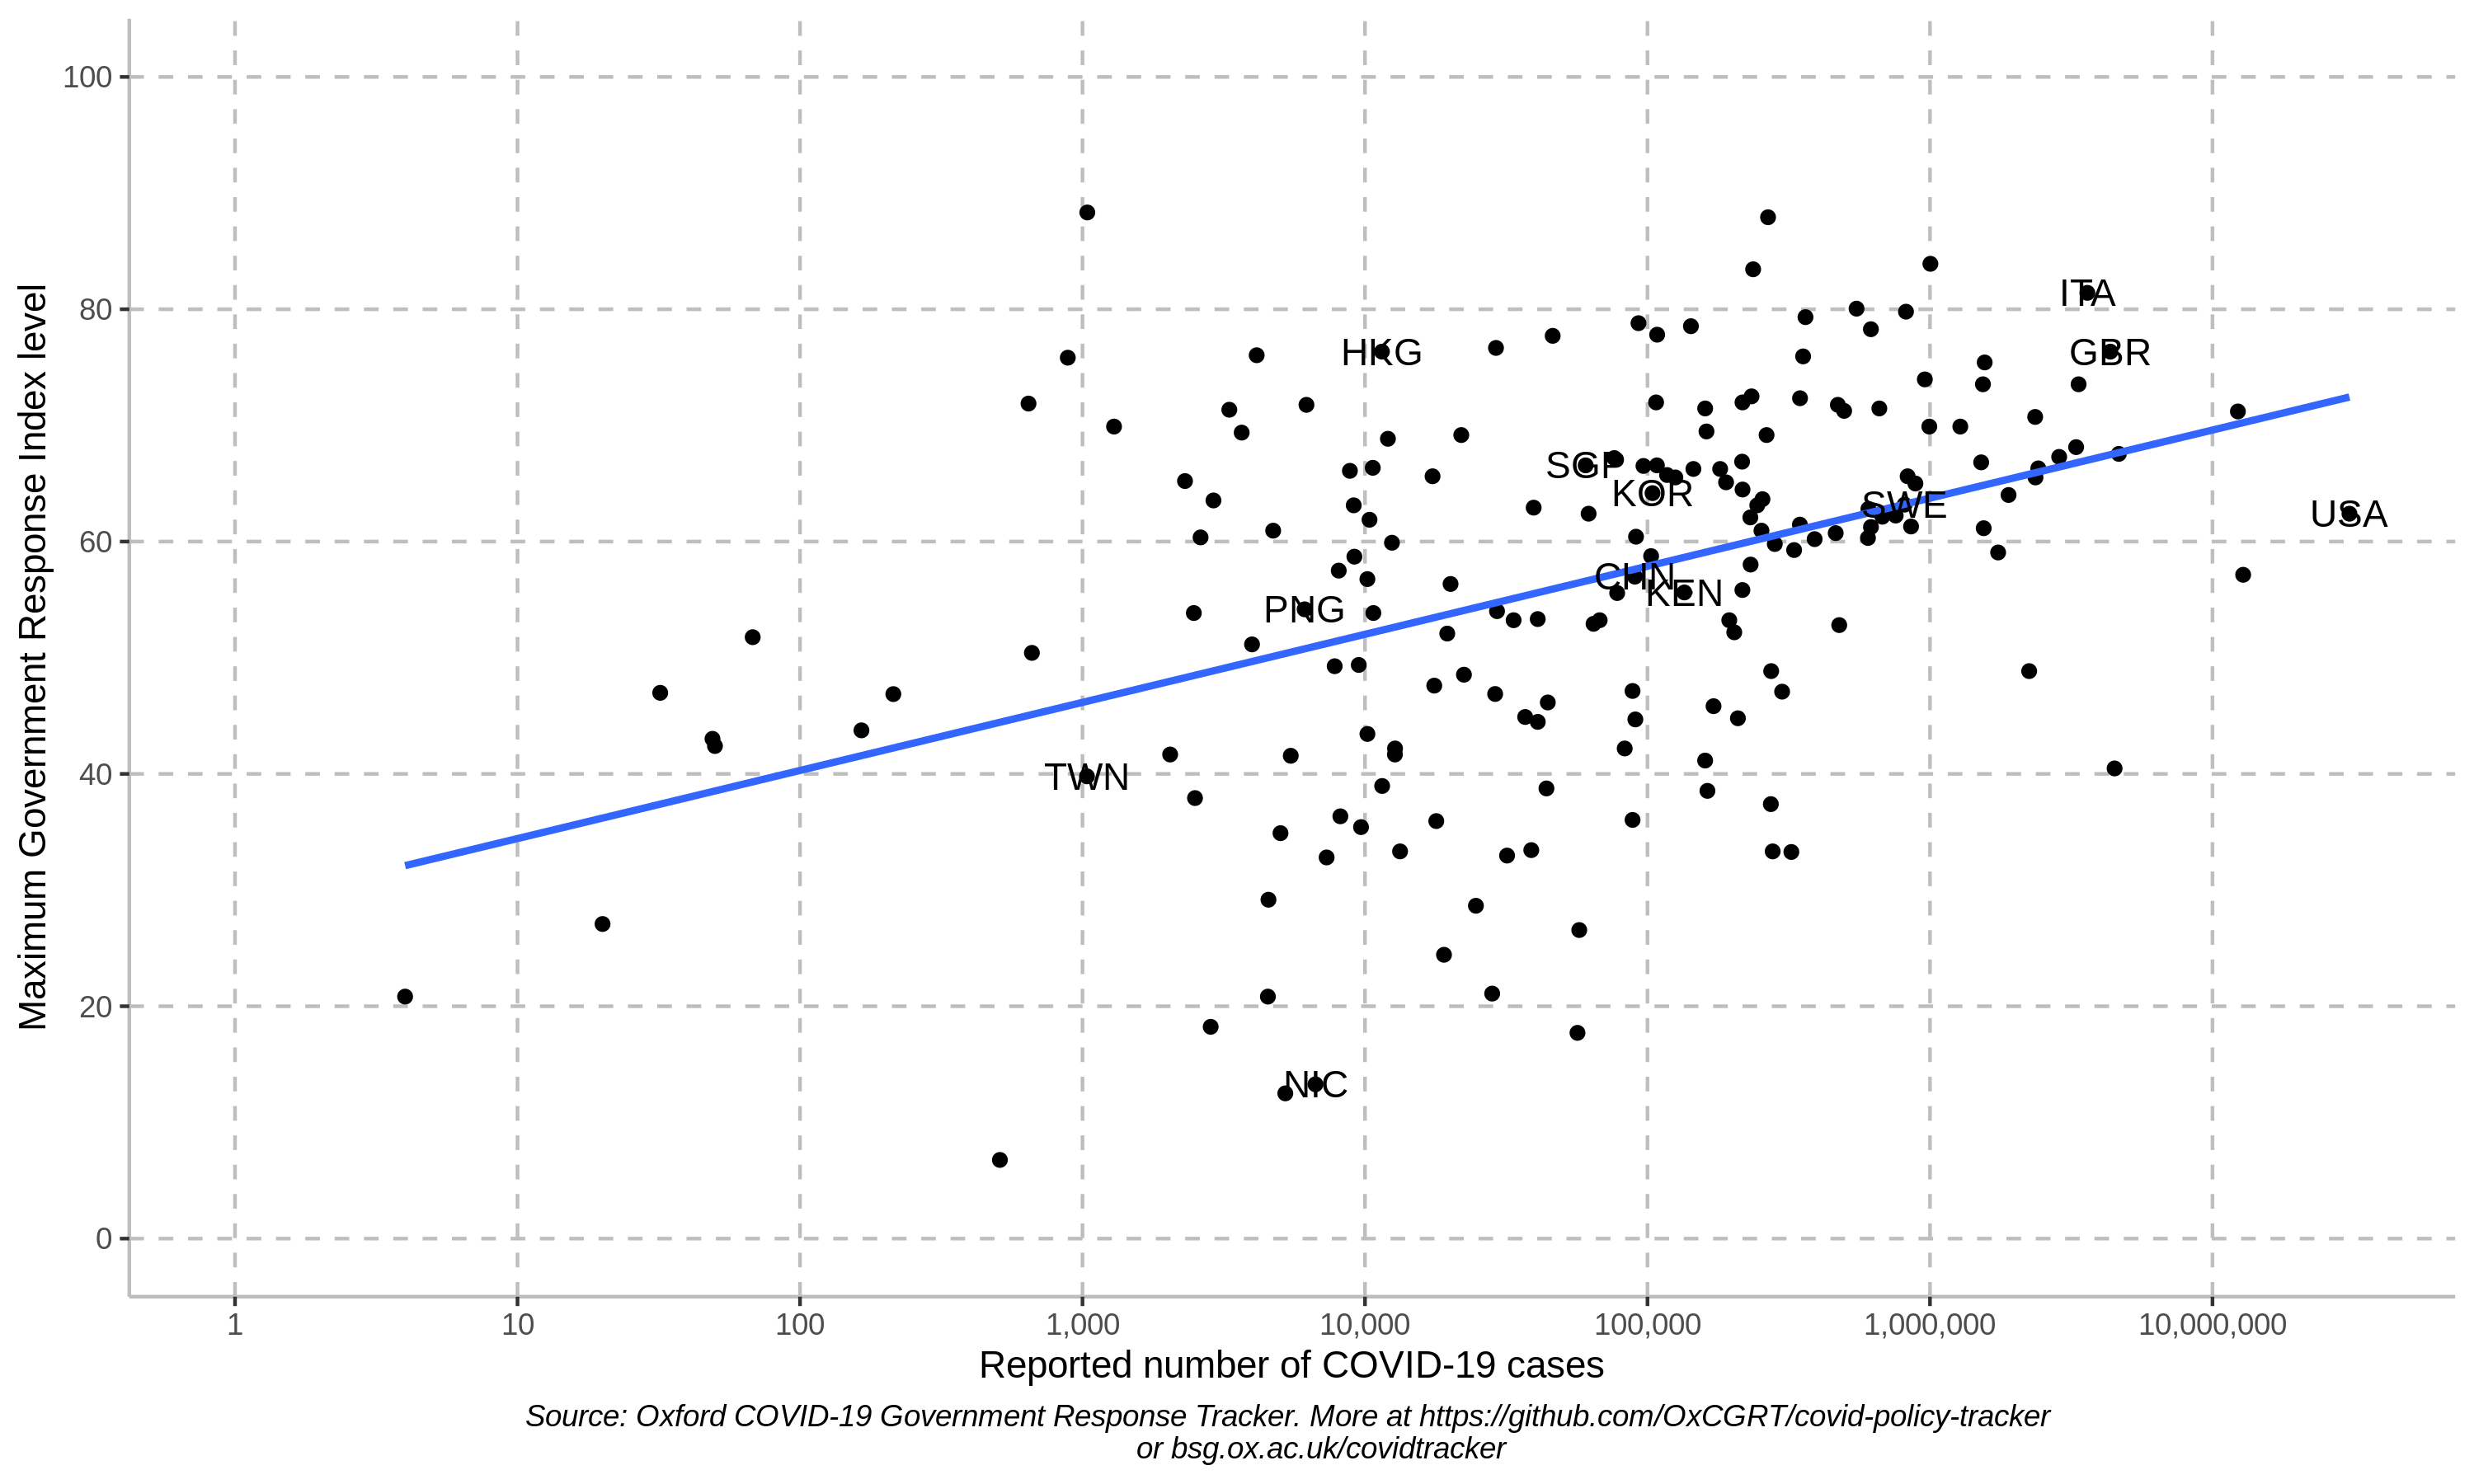 Maximum Government Response Index level
100
80
60
40
20
0
ITA
HKG
GBR
SGP
KOR
SWE
USA
CHN
KEN
PNG
TWN
NIC
1
10
100
1,000
10,000
100,000
1,000,000
10,000,000
Reported number of COVID-19 cases
Source: Oxford COVID-19 Government Response Tracker. More at https://github.com/OxCGRT/covid-policy-tracker
or bsg.ox.ac.uk/covidtracker